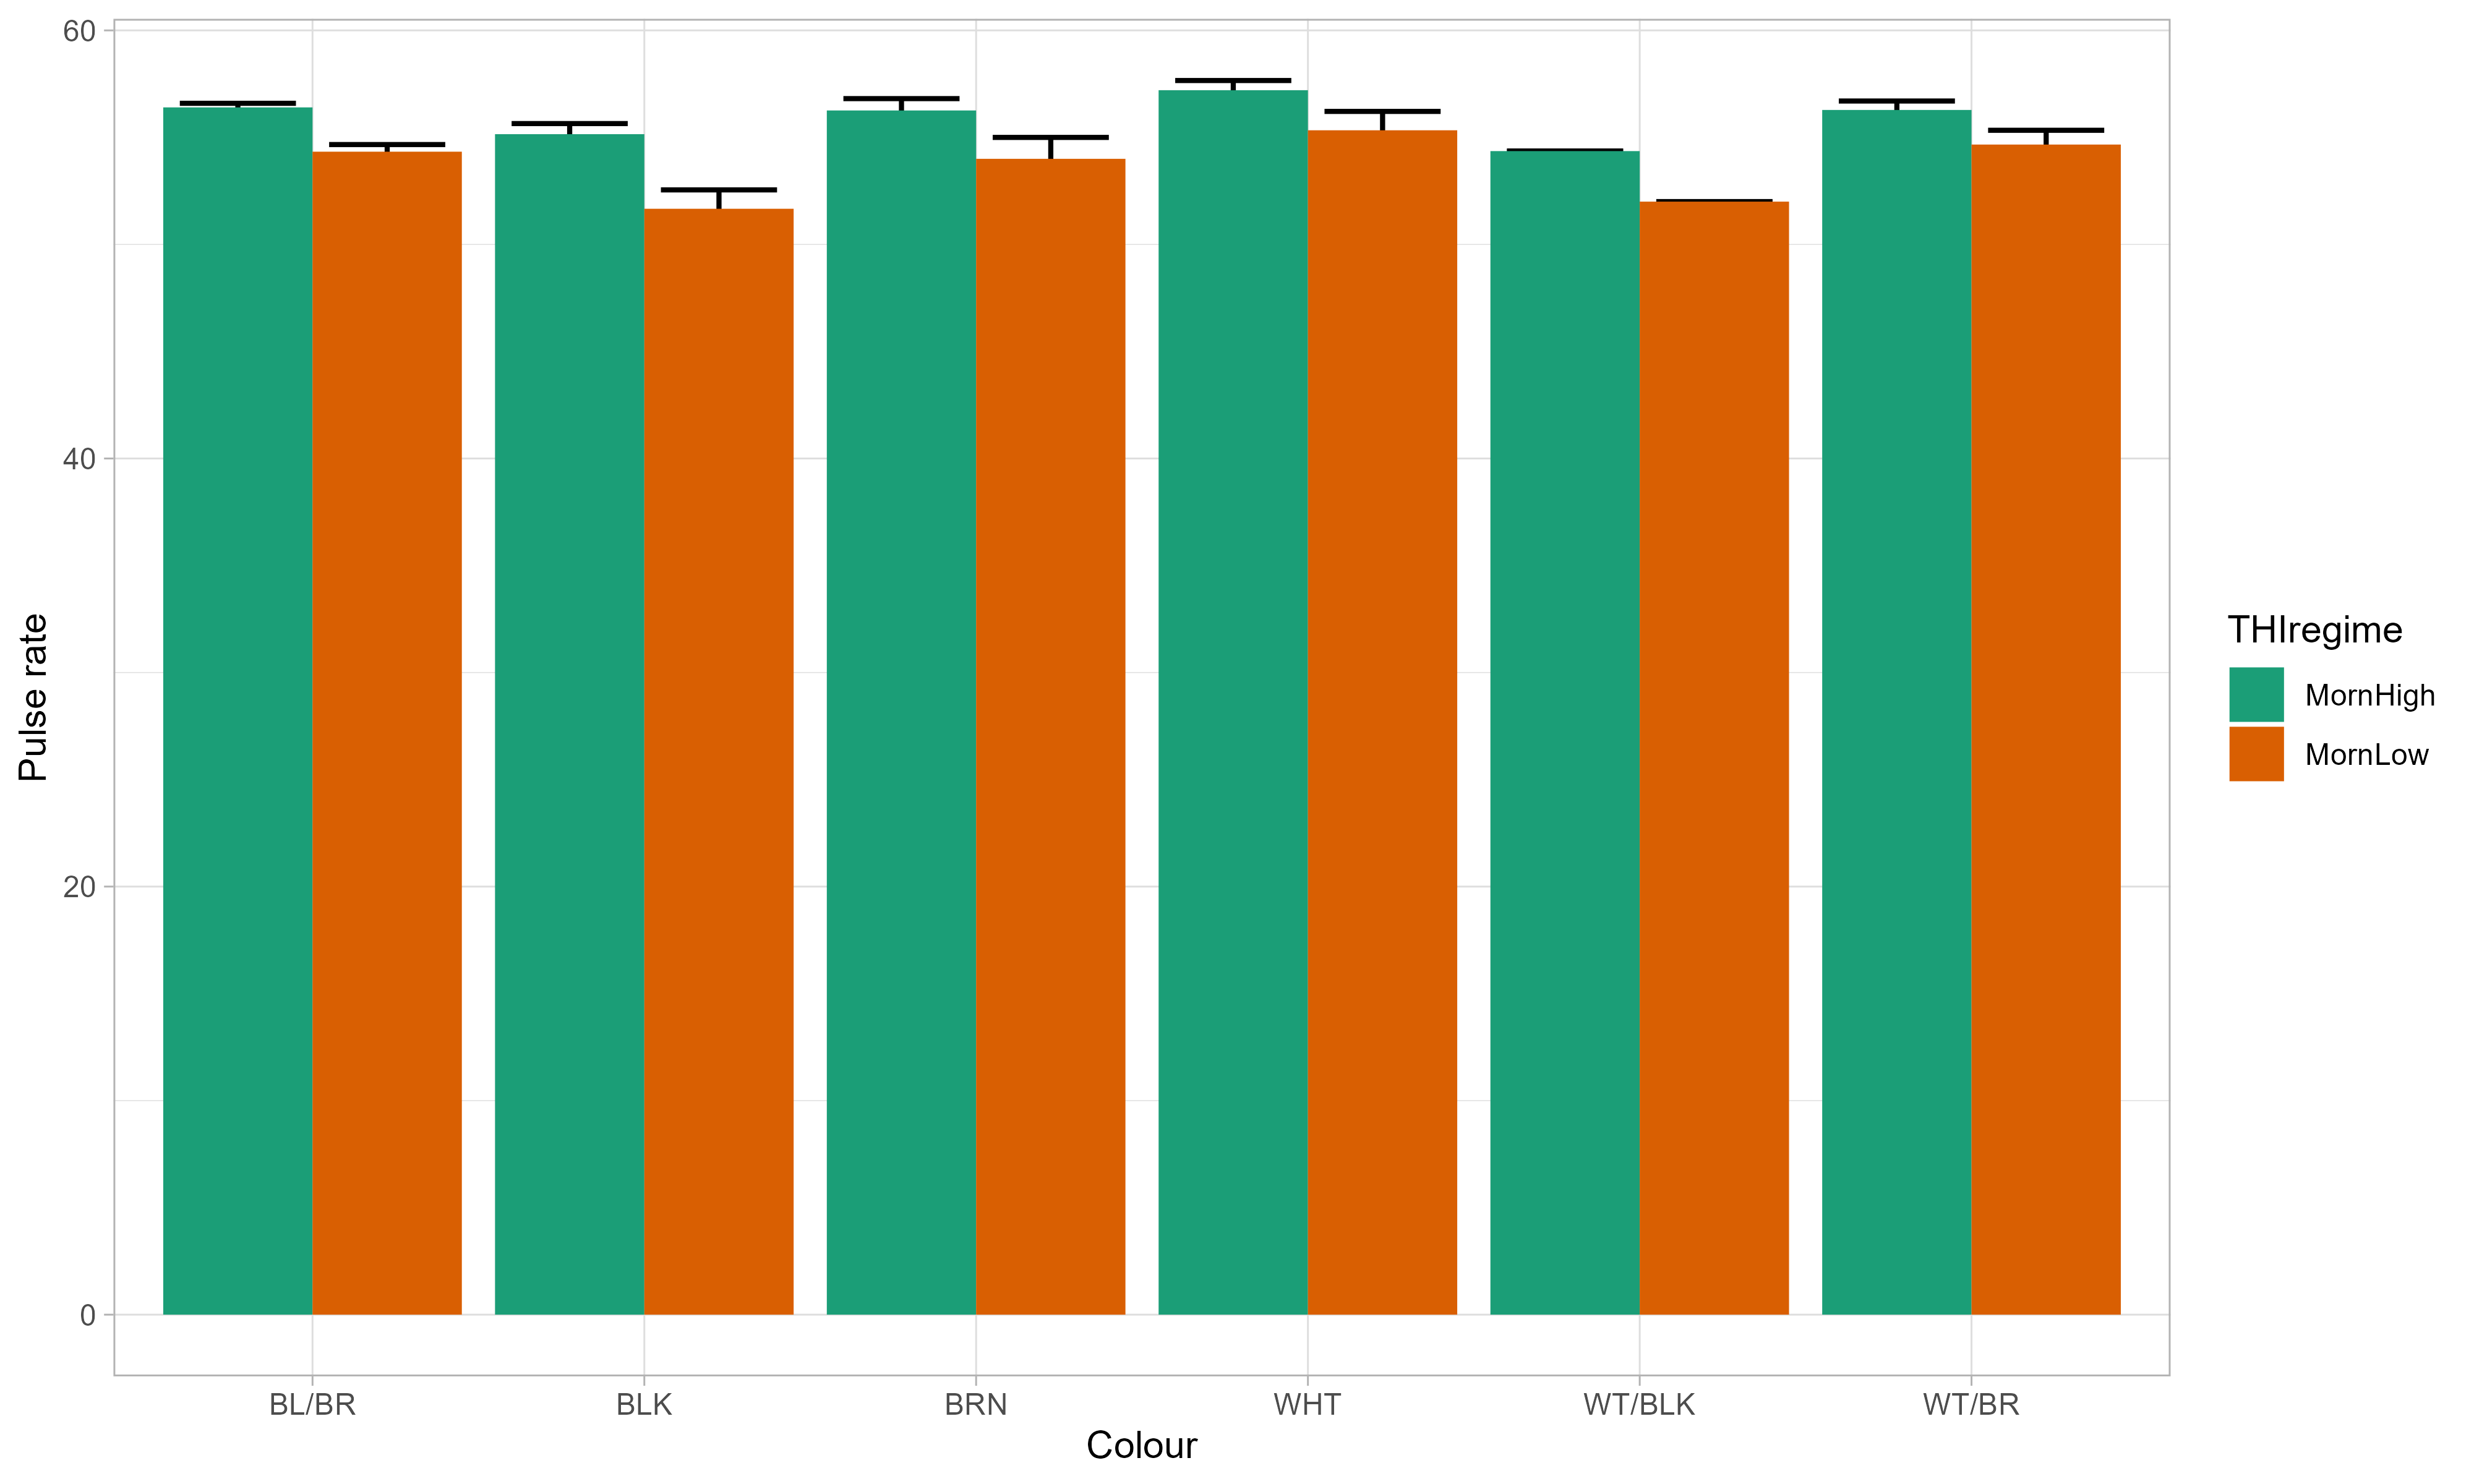 60
40
20
0
Pulse rate
BL/BR BLK BRN WHT WT/BLK WT/BR
Colour
THIregime
MornHigh
MornLow